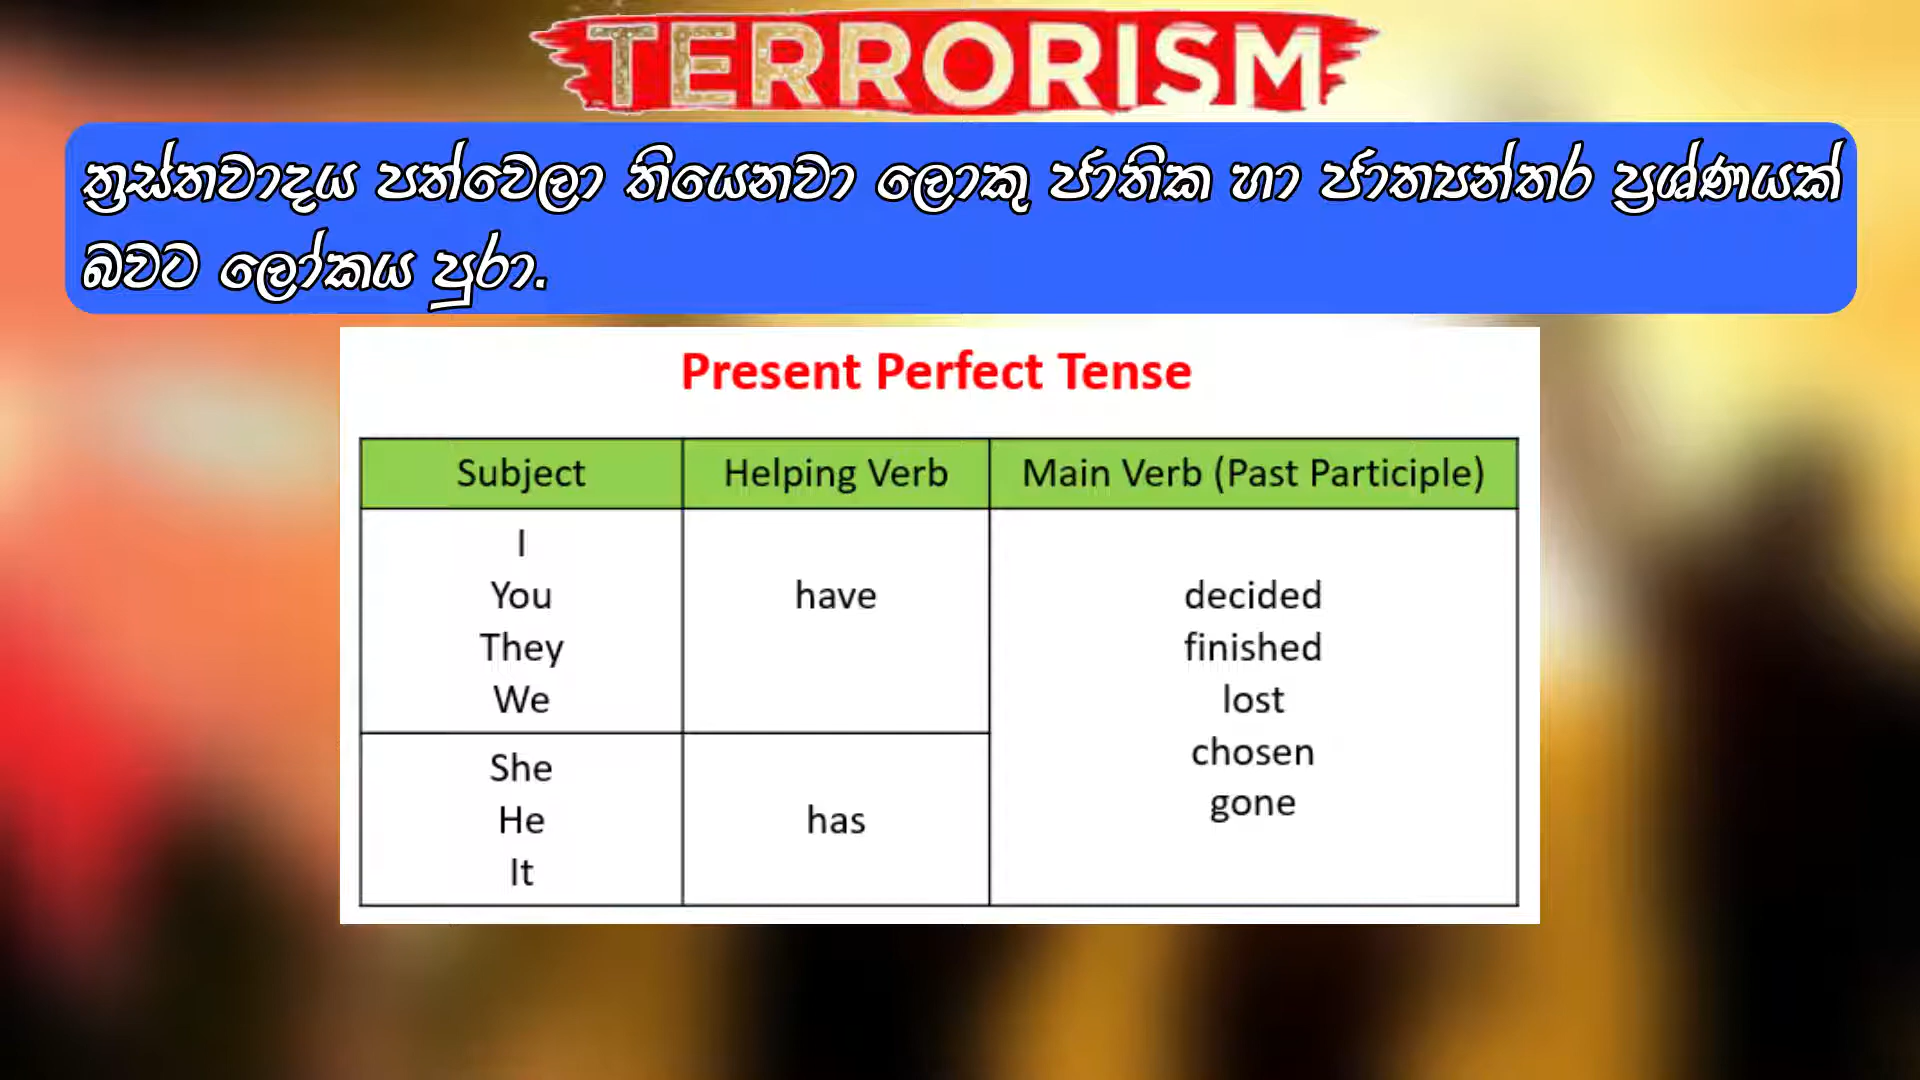 TERRORISM
ත්‍රස්තවාදය පත්වෙලා තියෙනවා ලොකු ජාතික හා ජාත්‍යන්තර ප්‍රශ්ණයක්
බවට ලෝකය පුරා.
Present Perfect Tense
Subject Helping Verb Main Verb (Past Participle)
I
You have decided
They finished
We lost
She chosen
He has gone
It